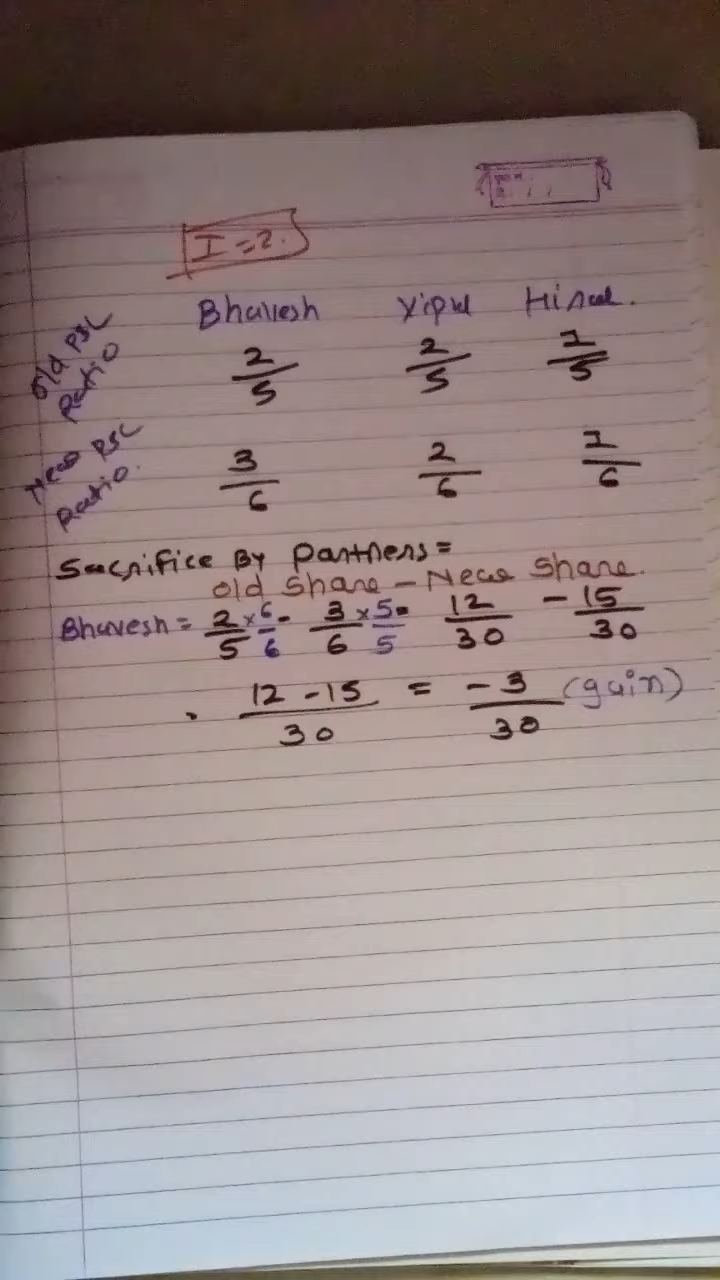 I = 2.
Bhavesh Vipul Hiral.
Old PSL Ratio 2/5 2/5 1/5
New PSL Ratio. 3/6 2/6 1/6
Sacrifice By Partners =
Old Share - New Share.
Bhavesh = 2/5 × 6/6 - 3/6 × 5/5 = 12/30 - 15/30
12 - 15/30 = -3/30 (gain)